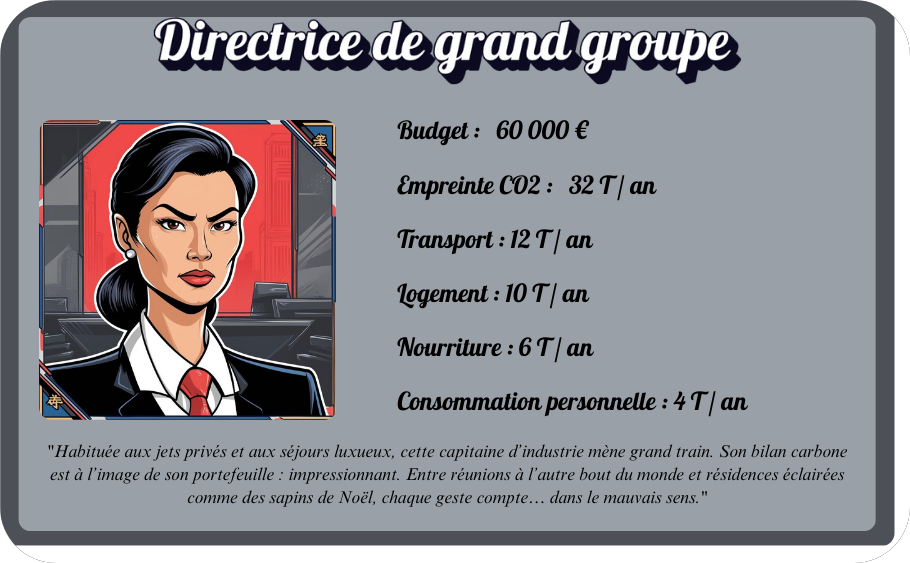 Directrice de grand groupe
Budget : 60 000 €
Empreinte CO2 : 32 T / an
Transport : 12 T / an
Logement : 10 T / an
Nourriture : 6 T / an
Consommation personnelle : 4 T / an
"Habituée aux jets privés et aux séjours luxueux, cette capitaine d'industrie mène grand train. Son bilan carbone
est à l'image de son portefeuille : impressionnant. Entre réunions à l'autre bout du monde et résidences éclairées
comme des sapins de Noël, chaque geste compte… dans le mauvais sens."